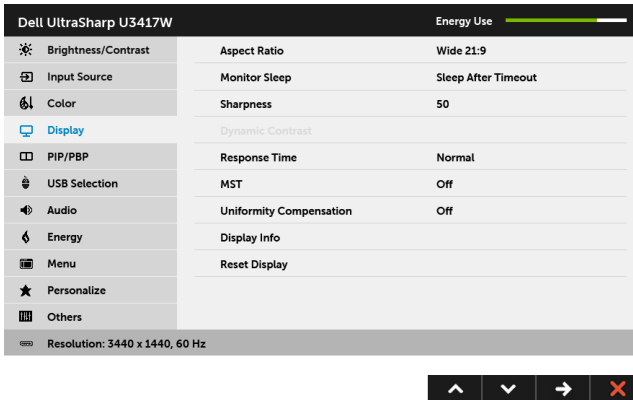 Dell UltraSharp U3417W Energy Use
Brightness/Contrast Aspect Ratio Wide 21:9
Input Source Monitor Sleep Sleep After Timeout
Color Sharpness 50
Display Dynamic Contrast
PIP/PBP Response Time Normal
USB Selection MST Off
Audio Uniformity Compensation Off
Energy Display Info
Menu Reset Display
Personalize
Others
Resolution: 3440 x 1440, 60 Hz